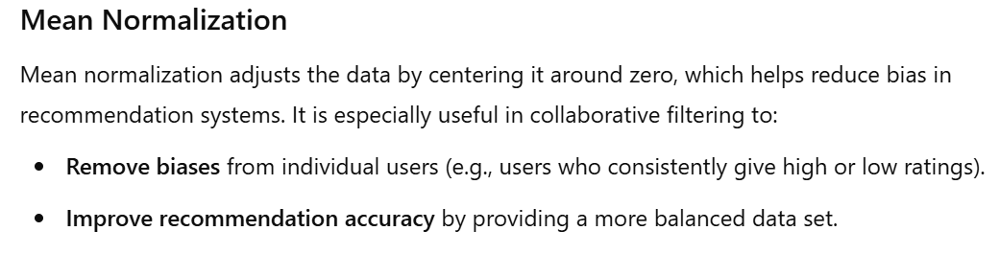 Mean Normalization
Mean normalization adjusts the data by centering it around zero, which helps reduce bias in
recommendation systems. It is especially useful in collaborative filtering to:
• Remove biases from individual users (e.g., users who consistently give high or low ratings).
• Improve recommendation accuracy by providing a more balanced data set.